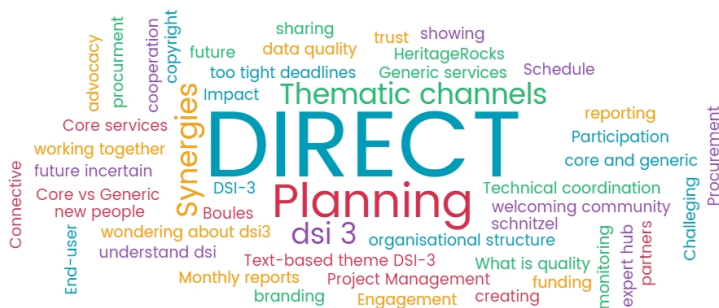 advocacy
procurment
cooperation
copyright
future
sharing
data quality
trust
showing
HeritageRocks
too tight deadlines
Generic services
Schedule
Impact
Thematic channels
Synergies
DIRECT
Core services
working together
future incertain
Core vs Generic
new people
Connective
reporting
Participation
core and generic
Procurement
DSI-3
Planning
Technical coordination
Boules
welcoming community
schnitzel
Challeging
wondering about dsi3
dsi 3
organisational structure
understand dsi
End-user
Text-based theme DSI-3
What is quality
monitoring
expert hub
partners
Monthly reports
Project Management
funding
branding
Engagement
creating